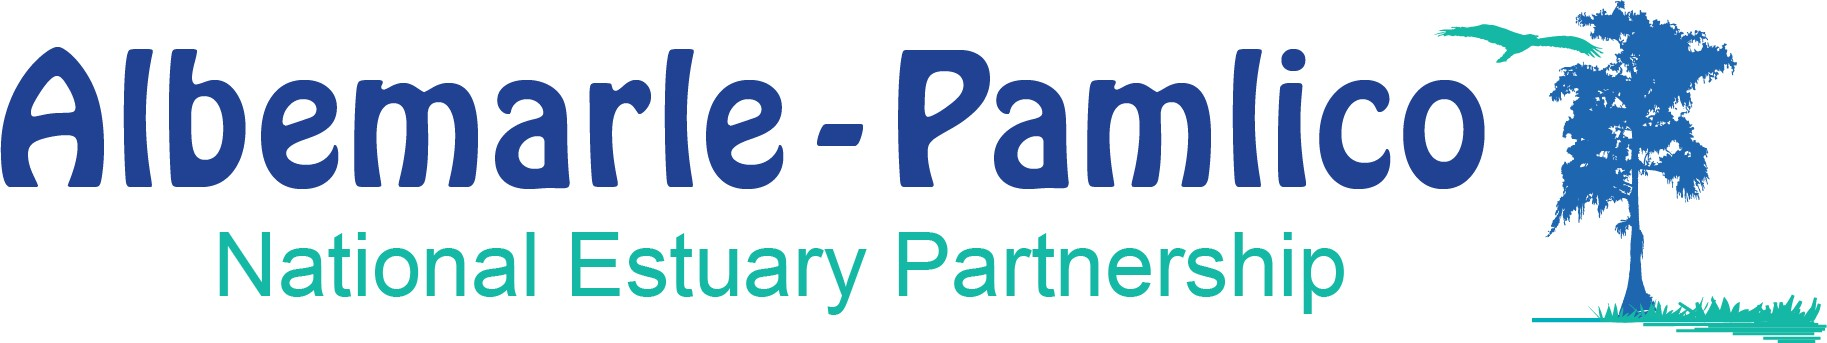 Albemarle - Pamlico
National Estuary Partnership